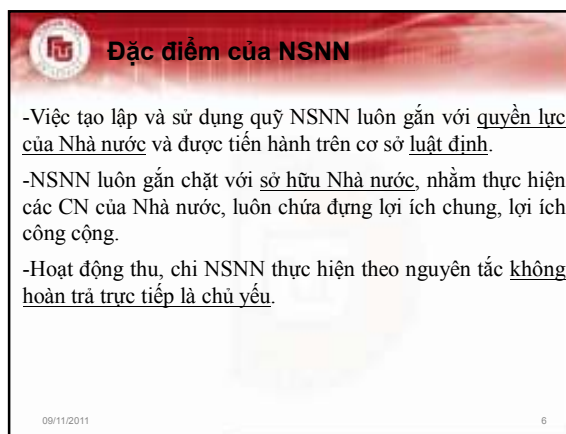 Đặc điểm của NSNN
-Việc tạo lập và sử dụng quỹ NSNN luôn gắn với quyền lực
của Nhà nước và được tiến hành trên cơ sở luật định.
-NSNN luôn gắn chặt với sở hữu Nhà nước, nhằm thực hiện
các CN của Nhà nước, luôn chứa đựng lợi ích chung, lợi ích
công cộng.
-Hoạt động thu, chi NSNN thực hiện theo nguyên tắc không
hoàn trả trực tiếp là chủ yếu.
09/11/2011
6